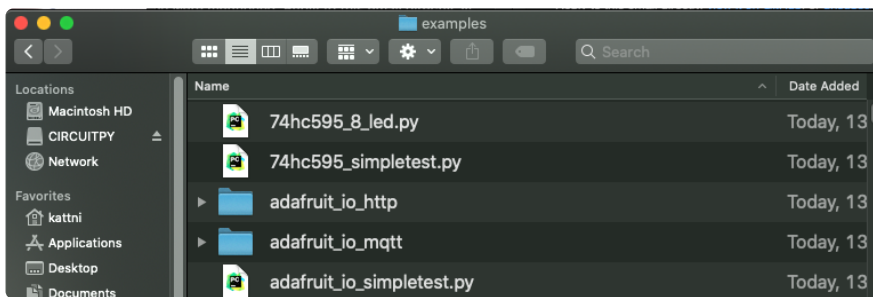 examples
Search
Locations
Macintosh HD
CIRCUITPY
Network
Favorites
kattni
Applications
Desktop
Documents
Name
Date Added
74hc595_8_led.py
Today, 13
74hc595_simpletest.py
Today, 13
adafruit_io_http
Today, 13
adafruit_io_mqtt
Today, 13
adafruit_io_simpletest.py
Today, 13